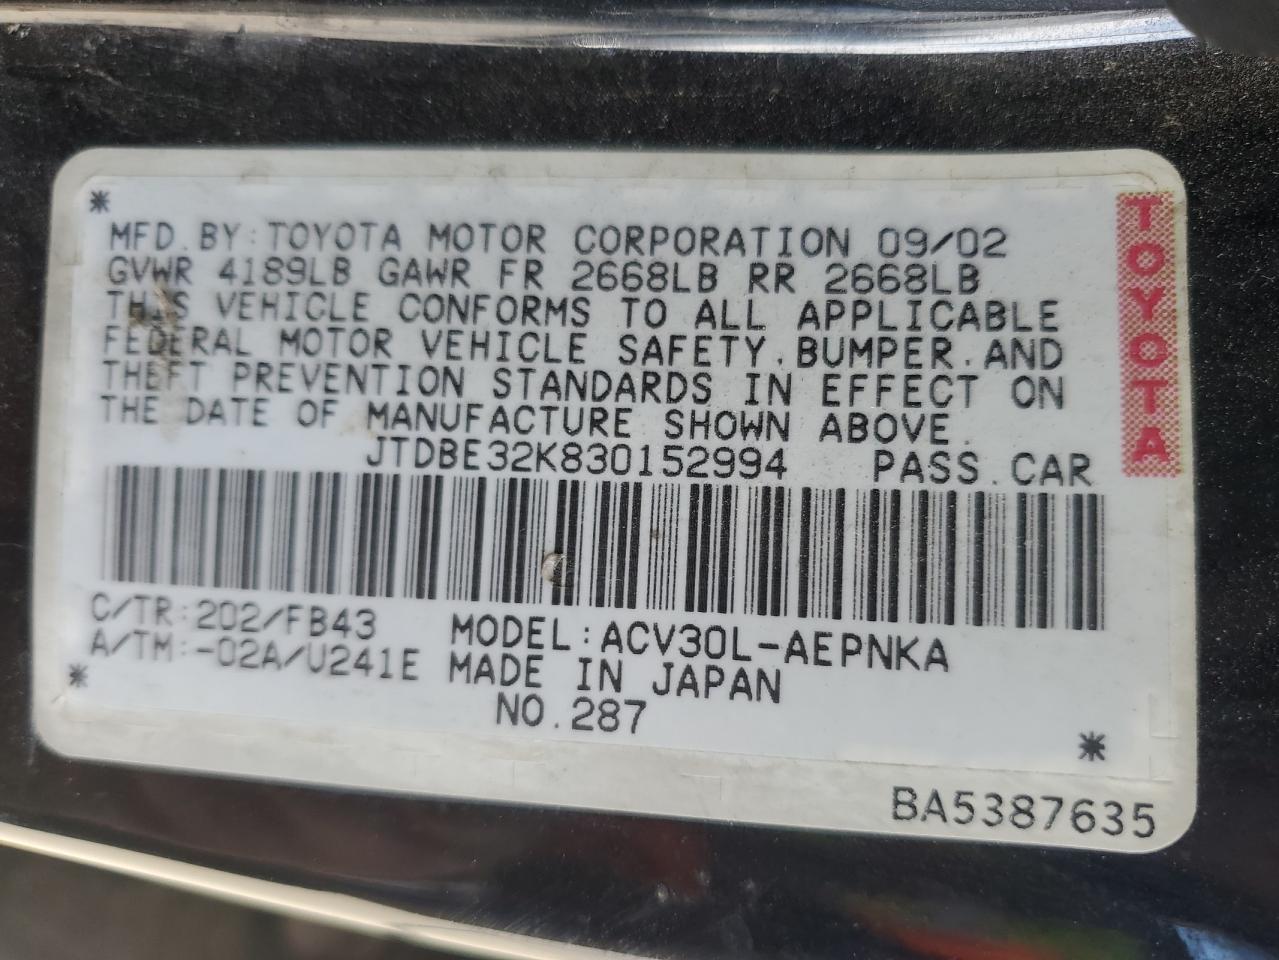 *
MFD. BY: TOYOTA MOTOR CORPORATION 09/02
GVWR 4189LB GAWR FR 2668LB RR 2668LB
THIS VEHICLE CONFORMS TO ALL APPLICABLE
FEDERAL MOTOR VEHICLE SAFETY, BUMPER, AND
THEFT PREVENTION STANDARDS IN EFFECT ON
THE DATE OF MANUFACTURE SHOWN ABOVE.
JTDBE32K830152994 PASS. CAR
C/TR: 202/FB43 MODEL: ACV30L-AEPNKA
A/TM: -02A/U241E MADE IN JAPAN
* NO. 287 *
BA5387635
TOYOTA